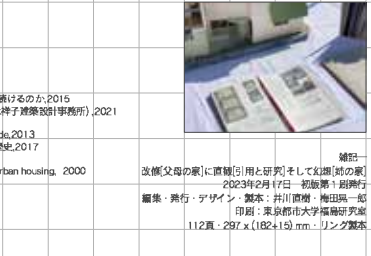 続けるのか,2015
祥子建築設計事務所) ,2021
de,2013
史,2017
rban housing,  2000
雑記一
改修[父母の家]に直観[引用と研究]そして幻想[姉の家]
2023年2月17日　初版第1刷発行
編集・発行・デザイン・製本：井川直樹・梅田晃一郎
印刷：東京都市大学福島研究室
112頁・297 x (182+15) mm・リング製本